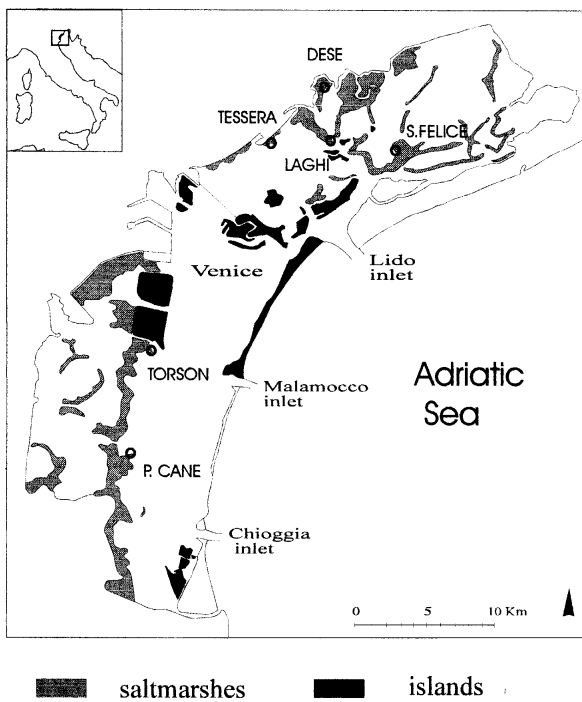 DESE
TESSERA
S.FELICE
LAGHI
Venice
Lido
inlet
TORSON
Malamocco
inlet
Adriatic
Sea
P. CANE
Chioggia
inlet
0 5 10 Km
saltmarshes
islands